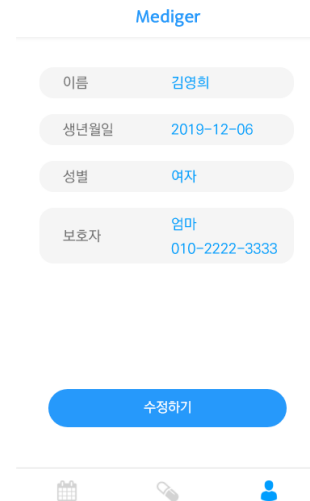 Mediger
이름 김영희
생년월일 2019-12-06
성별 여자
보호자 엄마
010-2222-3333
수정하기